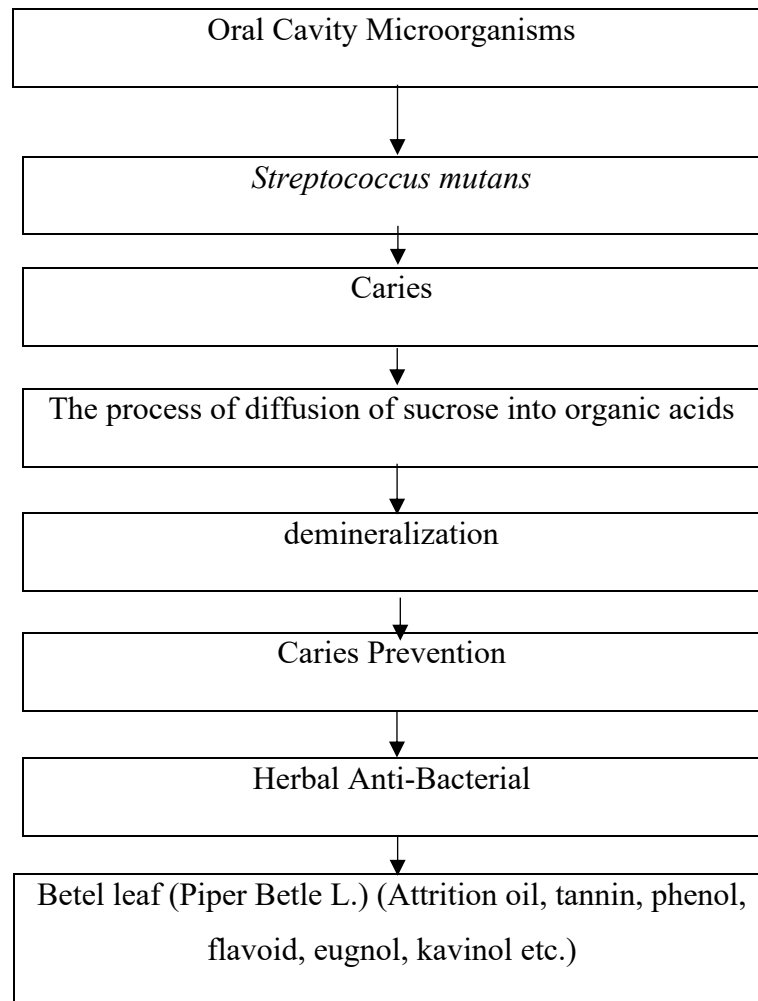 Oral Cavity Microorganisms
Streptococcus mutans
Caries
The process of diffusion of sucrose into organic acids
demineralization
Caries Prevention
Herbal Anti-Bacterial
Betel leaf (Piper Betle L.) (Attrition oil, tannin, phenol,
flavoid, eugnol, kavinol etc.)